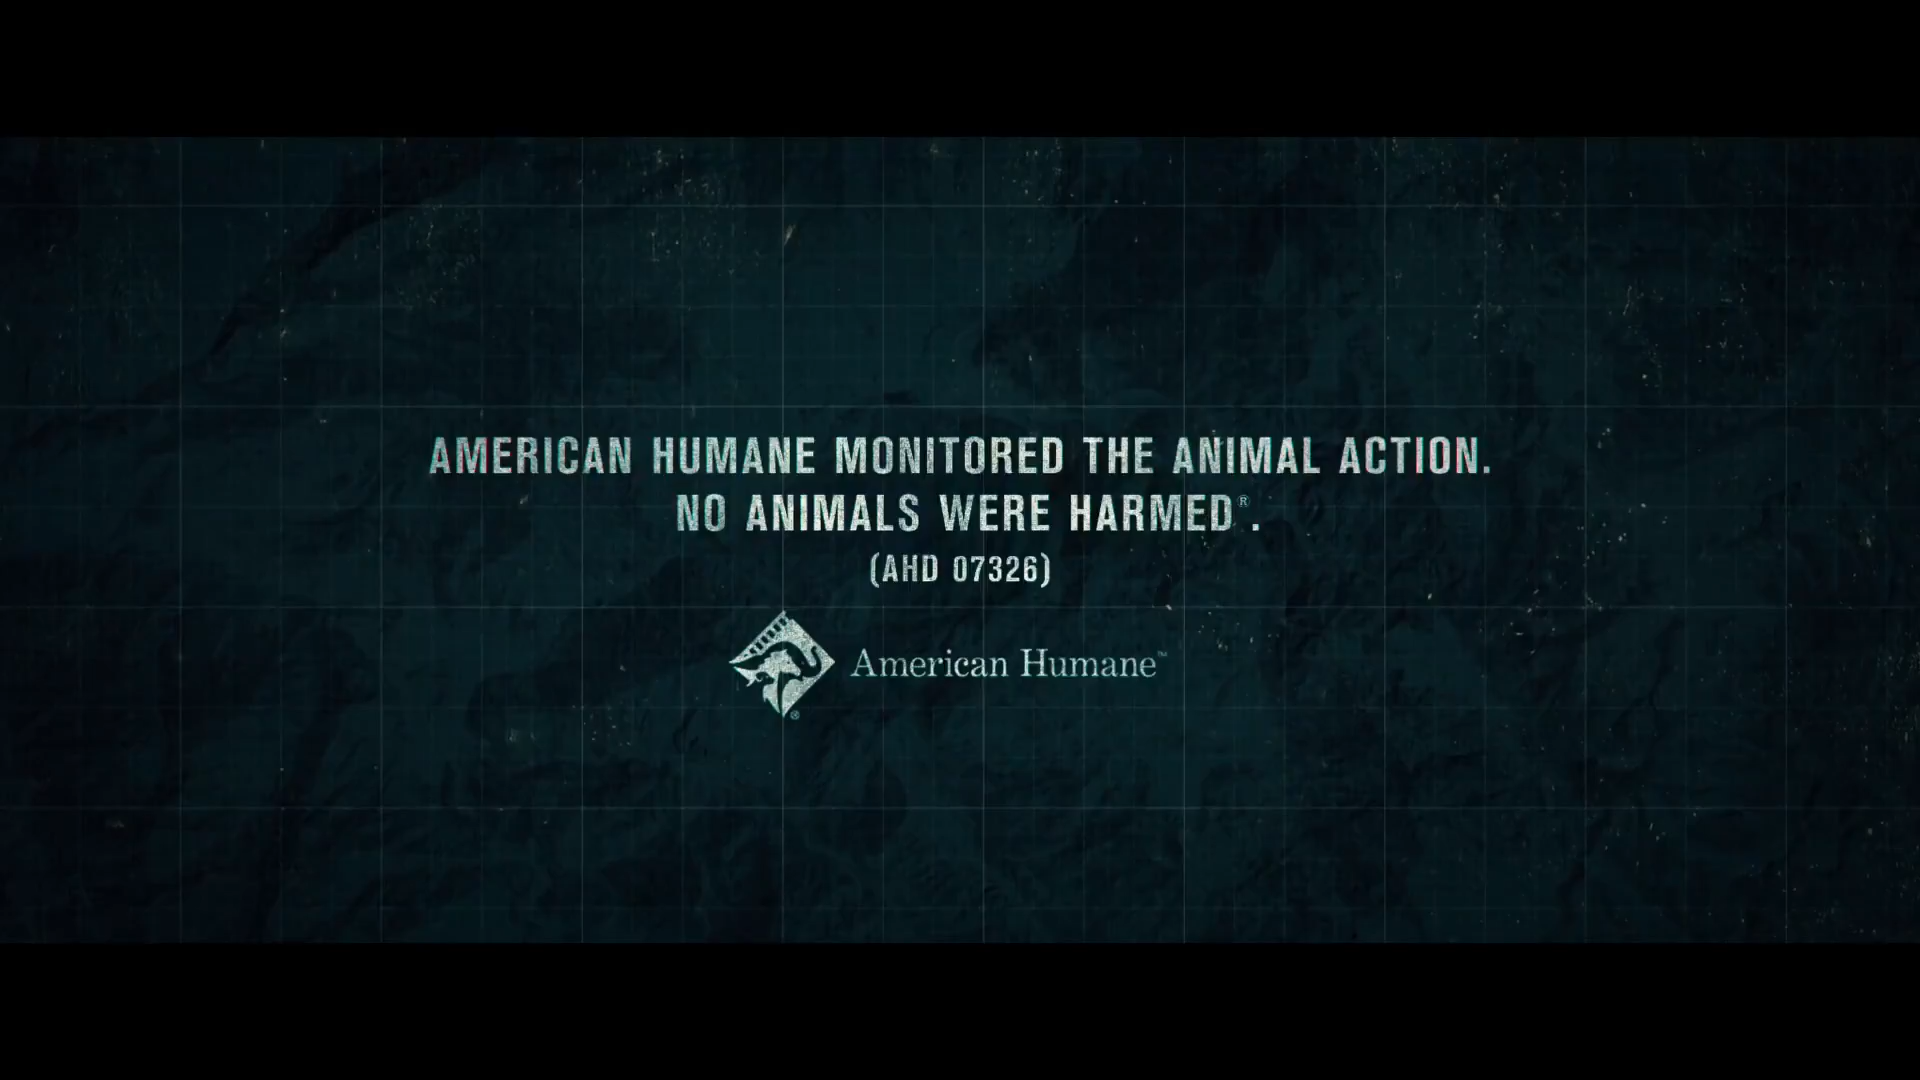 AMERICAN HUMANE MONITORED THE ANIMAL ACTION.
NO ANIMALS WERE HARMED®.
(AHD 07326)
American Humane™
®